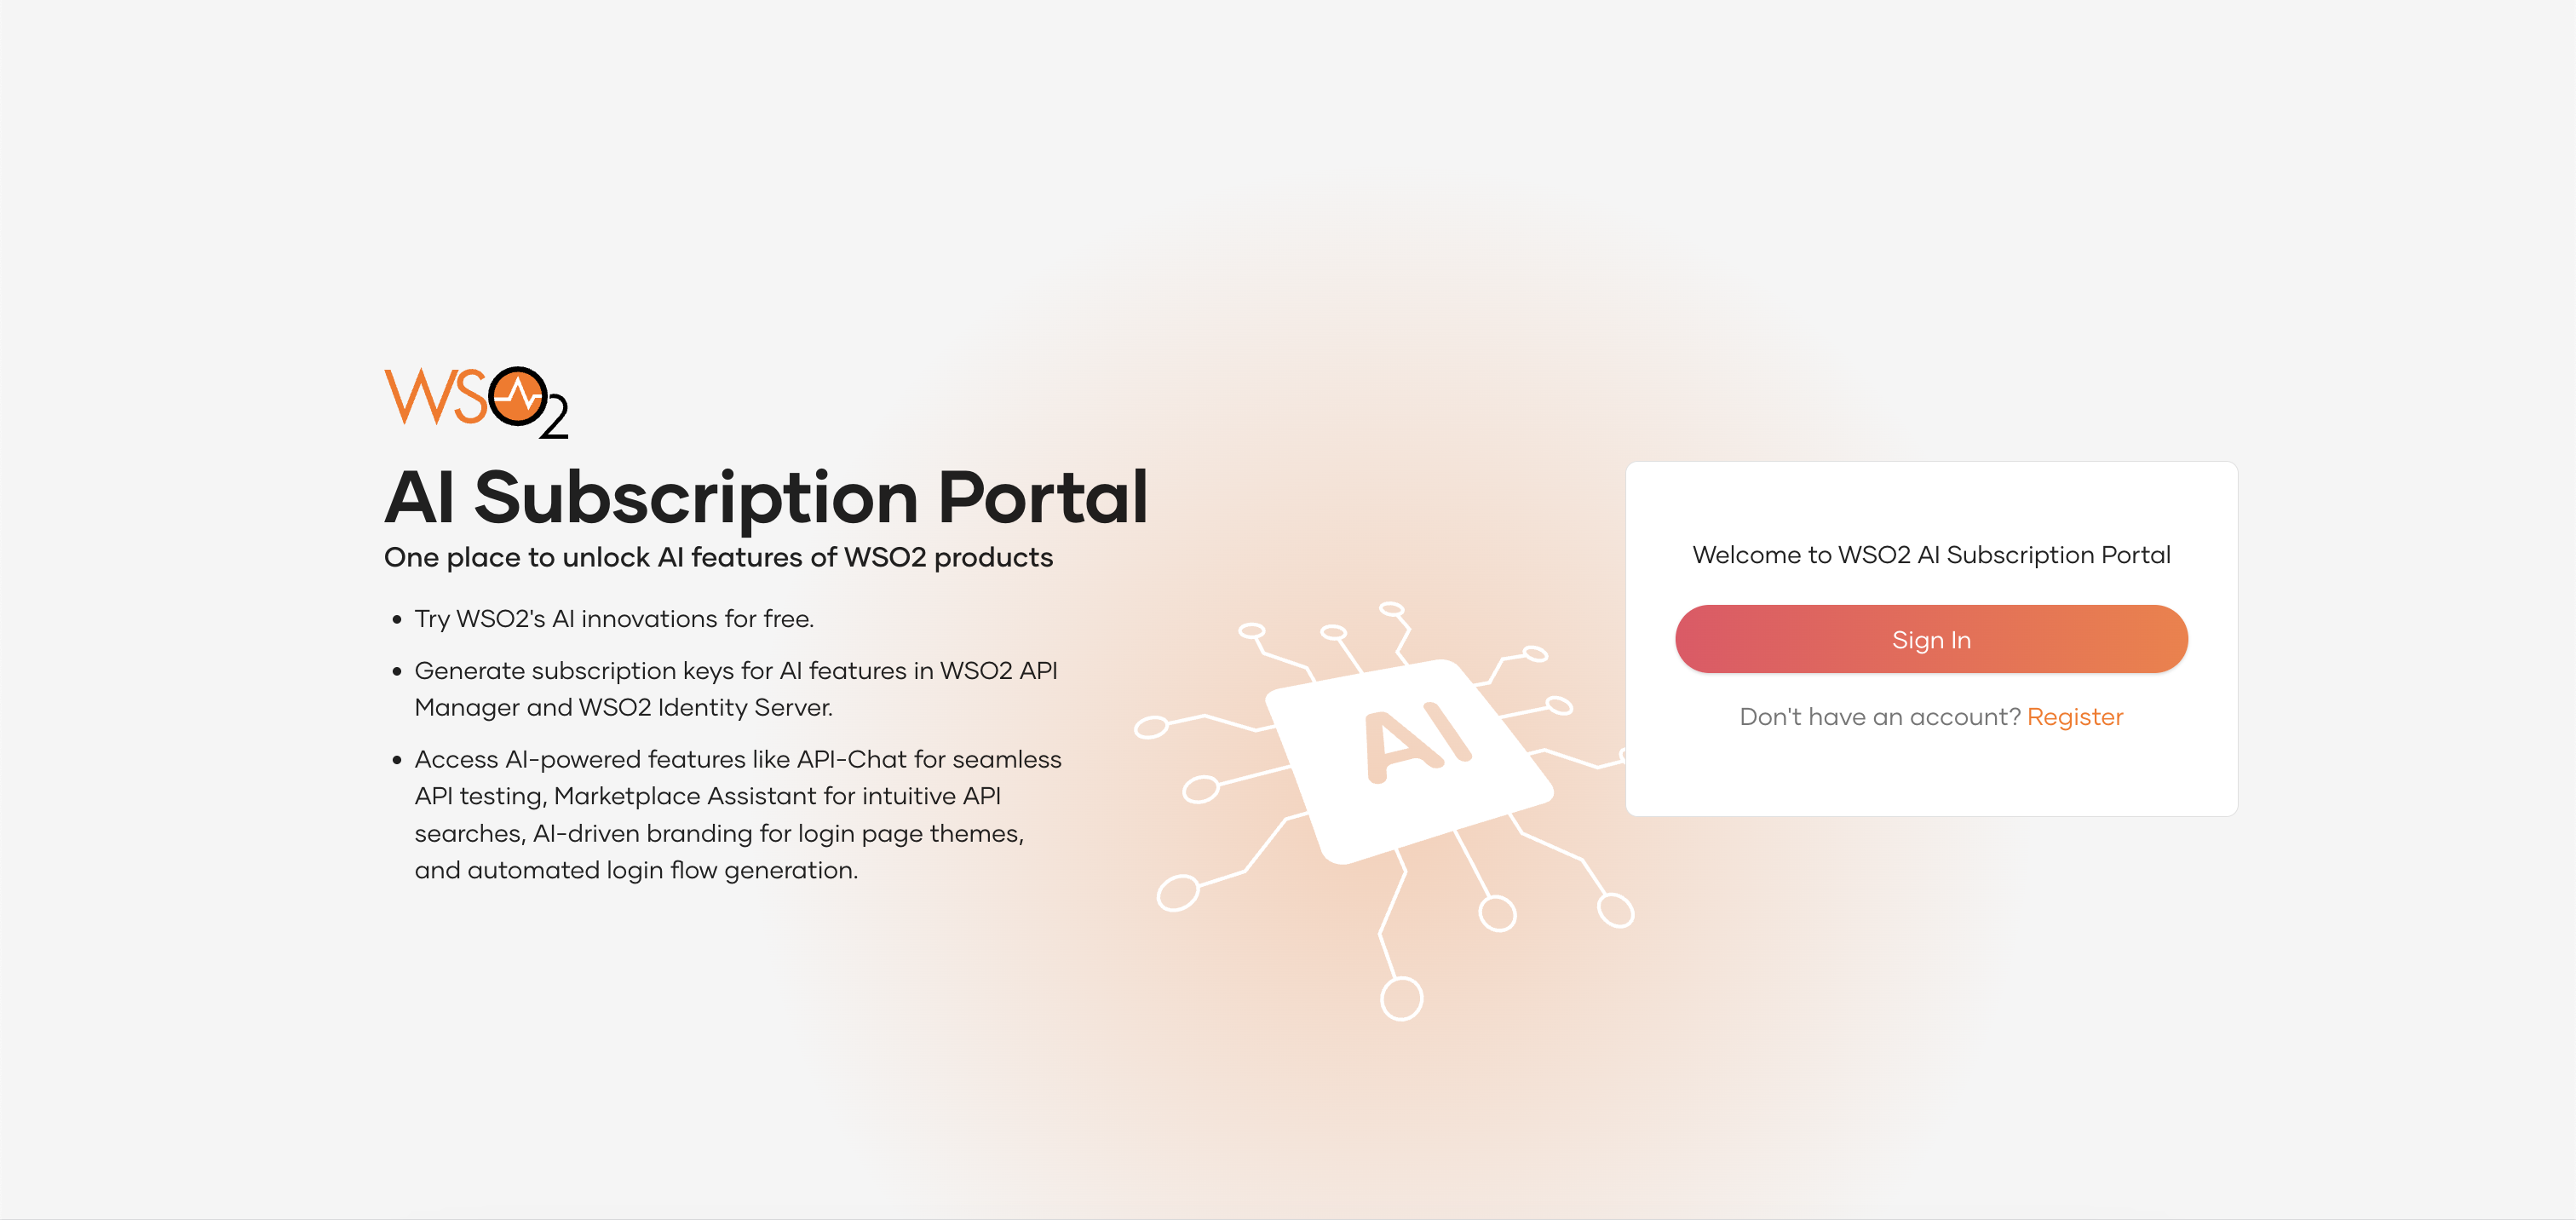 WSO2
AI Subscription Portal
One place to unlock AI features of WSO2 products
Try WSO2's AI innovations for free.
Generate subscription keys for AI features in WSO2 API
Manager and WSO2 Identity Server.
Access AI-powered features like API-Chat for seamless
API testing, Marketplace Assistant for intuitive API
searches, AI-driven branding for login page themes,
and automated login flow generation.
AI
Welcome to WSO2 AI Subscription Portal
Sign In
Don't have an account? Register